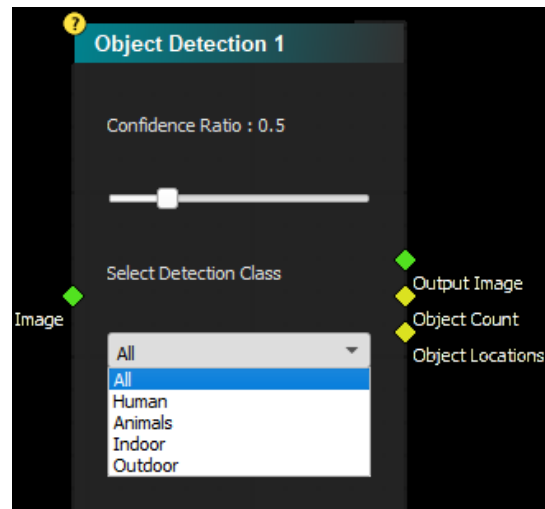 ?
Object Detection 1
Confidence Ratio : 0.5
Select Detection Class
Image
Output Image
Object Count
Object Locations
All
All
Human
Animals
Indoor
Outdoor